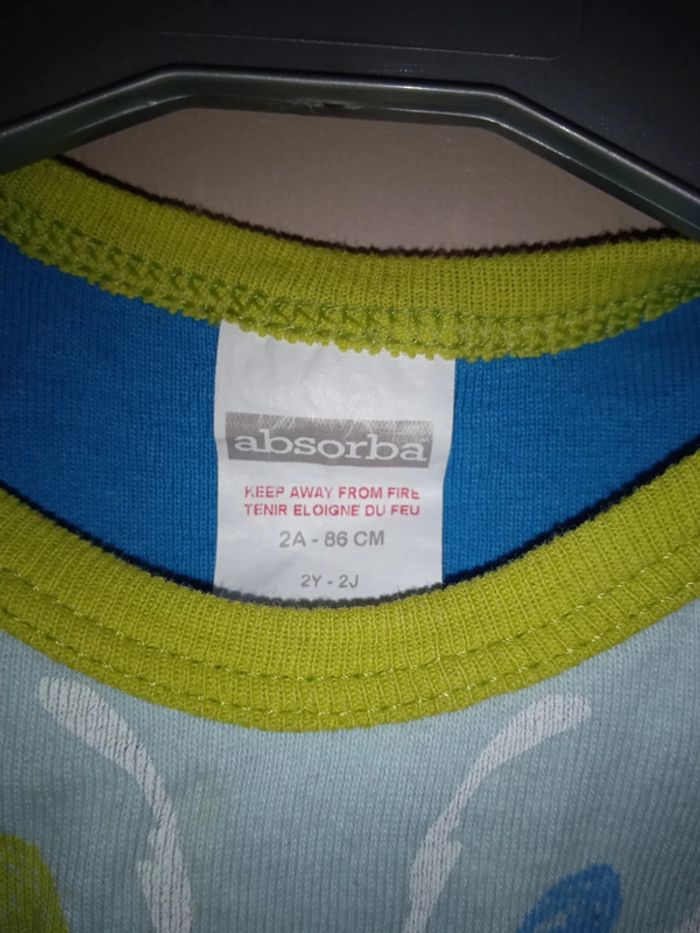 absorba
KEEP AWAY FROM FIRE
TENIR ELOIGNE DU FEU
2A - 86 CM
2Y - 2J